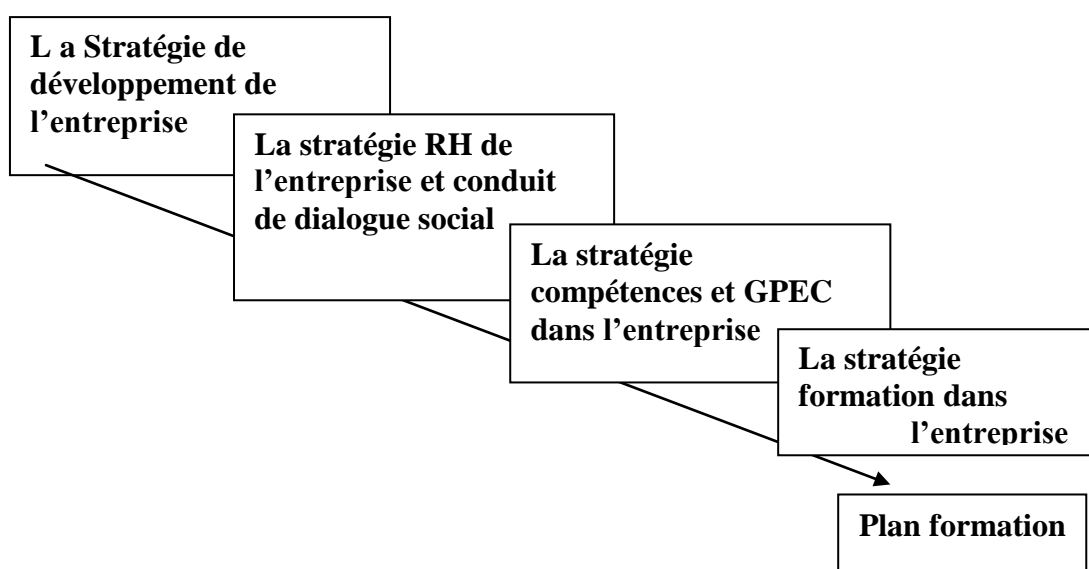 L a Stratégie de
développement de
l’entreprise
La stratégie RH de
l’entreprise et conduit
de dialogue social
La stratégie
compétences et GPEC
dans l’entreprise
La stratégie
formation dans
l’entreprise
Plan formation